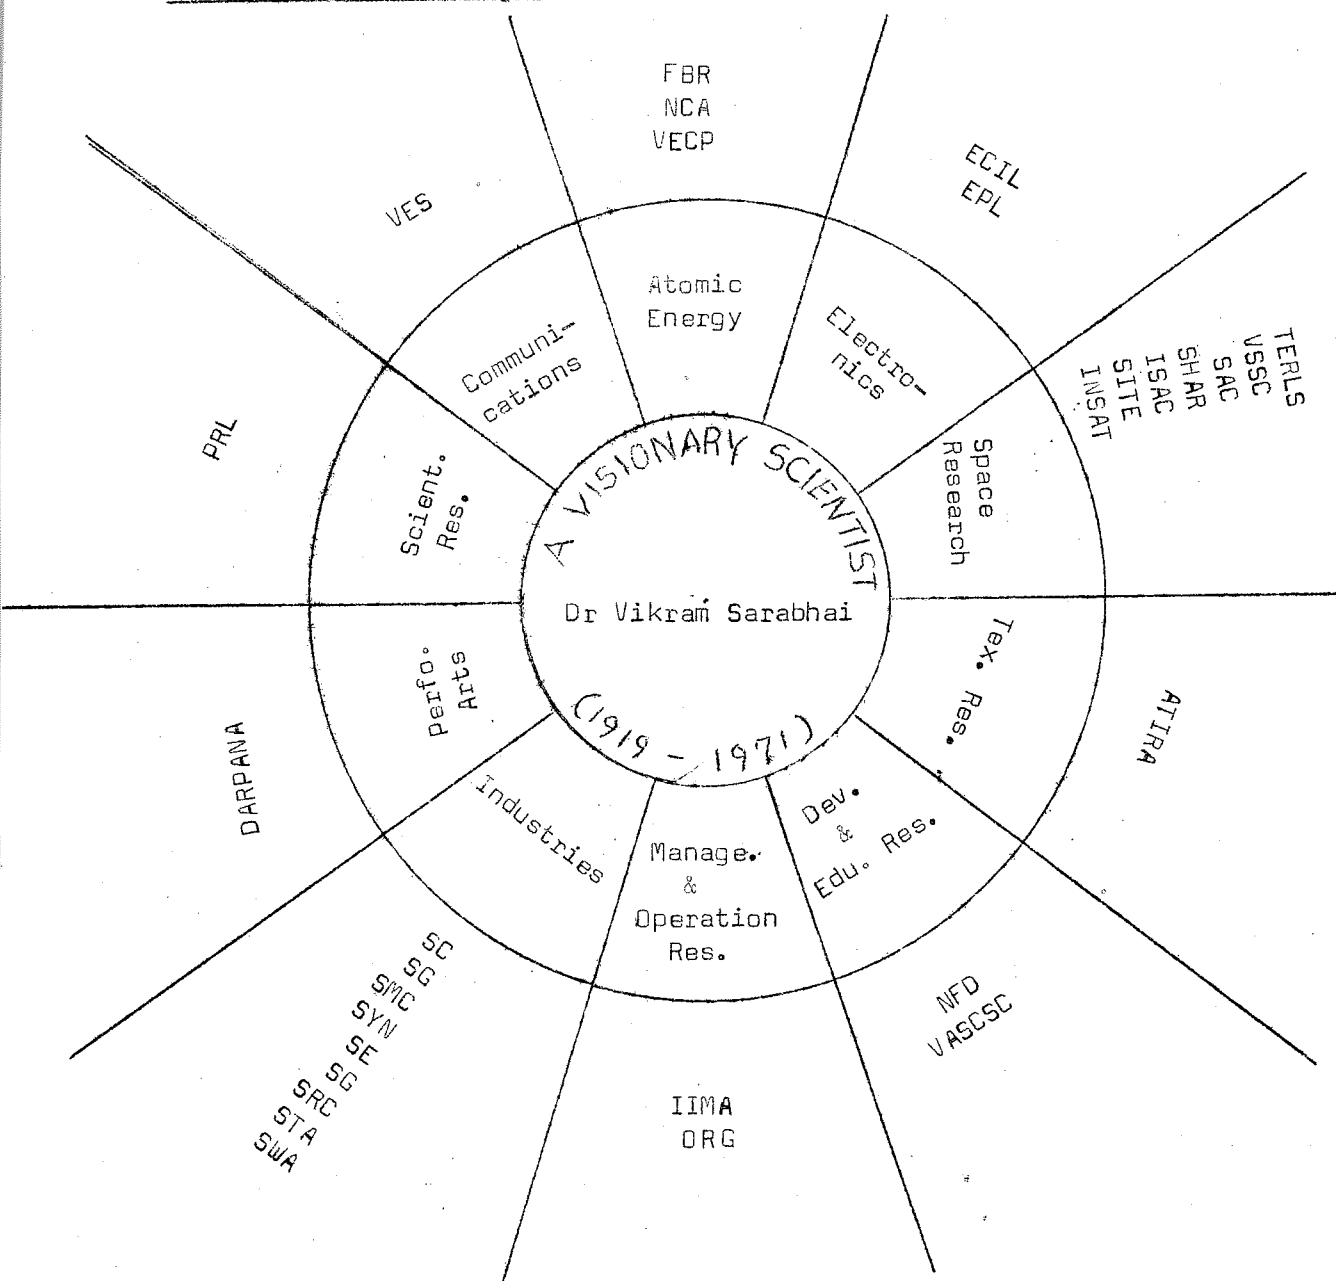 A VISIONARY SCIENTIST
Dr Vikram Sarabhai
(1919 - 1971)
Atomic
Energy
FBR
NCA
VECP
Electro-
nics
ECIL
EPL
Space
Research
TERLS
VSSC
SAC
SHAR
ISAC
SITE
INSAT
Tex. Res.
ATIRA
Dev.
&
Edu. Res.
NFD
VASCSC
Manage.
&
Operation
Res.
IIMA
ORG
Industries
SC
SG
SMC
SYN
SE
SG
SRC
STA
SWA
Perfo.
Arts
DARPANA
Scient.
Res.
PRL
Communi-
cations
VES